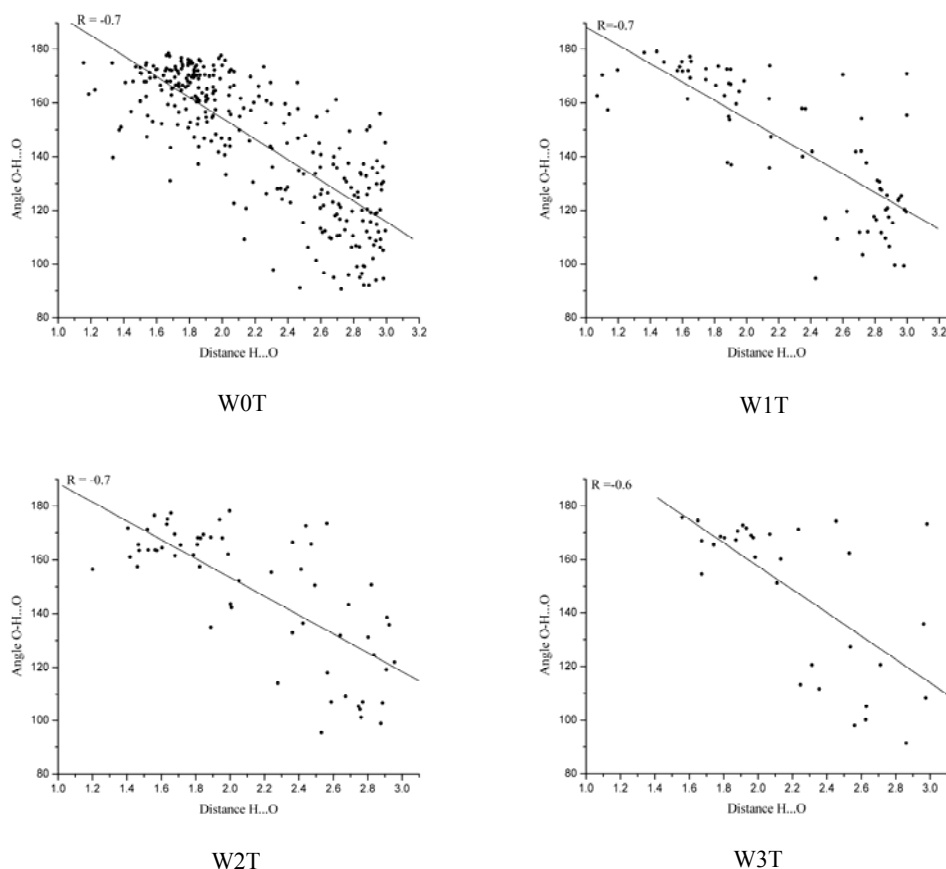 R = -0.7
180
160
140
120
100
80
Angle O-H...O
1.0 1.2 1.4 1.6 1.8 2.0 2.2 2.4 2.6 2.8 3.0 3.2
Distance H...O
W0T
R=-0.7
180
160
140
120
100
80
Angle O-H...O
1.0 1.2 1.4 1.6 1.8 2.0 2.2 2.4 2.6 2.8 3.0 3.2
Distance H...O
W1T
R = -0.7
180
160
140
120
100
80
Angle O-H...O
1.0 1.2 1.4 1.6 1.8 2.0 2.2 2.4 2.6 2.8 3.0
Distance H...O
W2T
R =-0.6
180
160
140
120
100
80
Angle O-H...O
1.0 1.2 1.4 1.6 1.8 2.0 2.2 2.4 2.6 2.8 3.0
Distance H...O
W3T